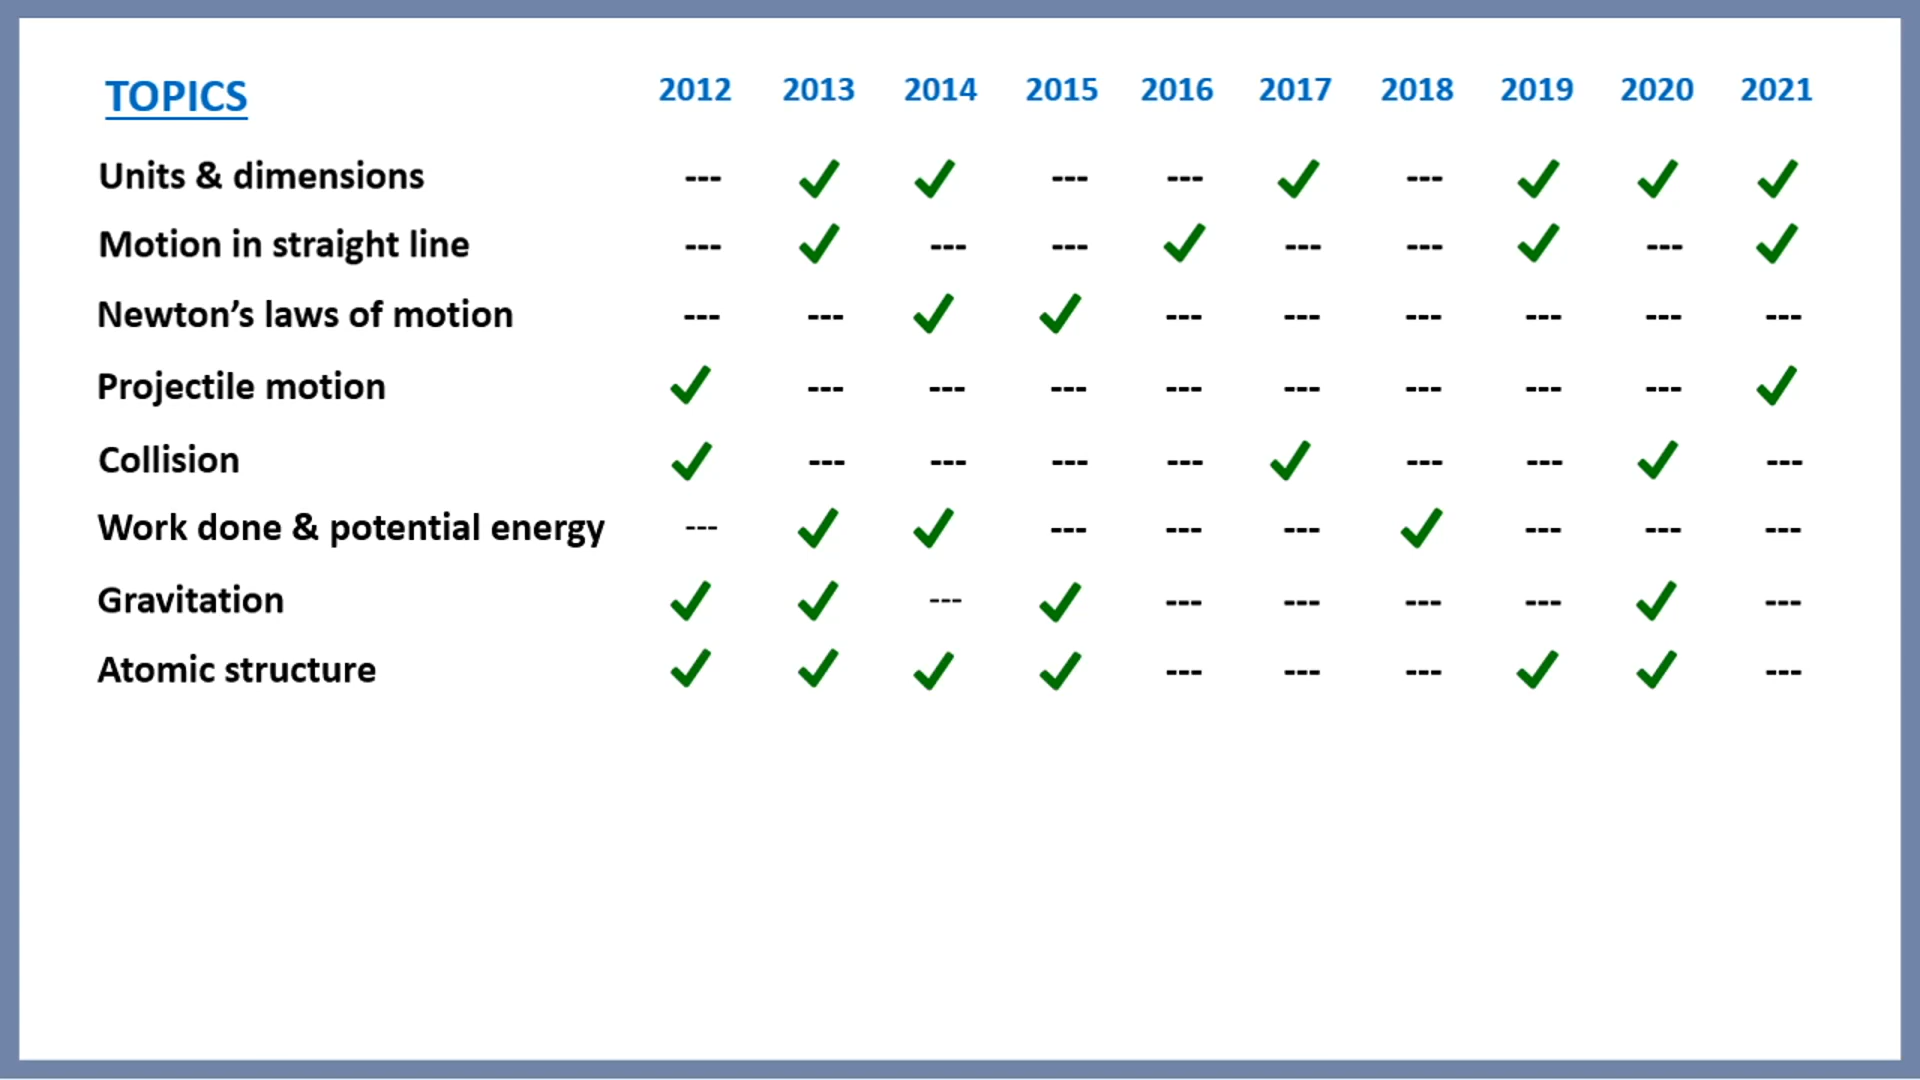 TOPICS 2012 2013 2014 2015 2016 2017 2018 2019 2020 2021
Units & dimensions --- ✓ ✓ --- --- ✓ --- ✓ ✓ ✓
Motion in straight line --- ✓ --- --- ✓ --- --- ✓ --- ✓
Newton’s laws of motion --- --- ✓ ✓ --- --- --- --- --- ---
Projectile motion ✓ --- --- --- --- --- --- --- --- ✓
Collision ✓ --- --- --- --- ✓ --- --- ✓ ---
Work done & potential energy --- ✓ ✓ --- --- --- ✓ --- --- ---
Gravitation ✓ ✓ --- ✓ --- --- --- --- ✓ ---
Atomic structure ✓ ✓ ✓ ✓ --- --- --- ✓ ✓ ---